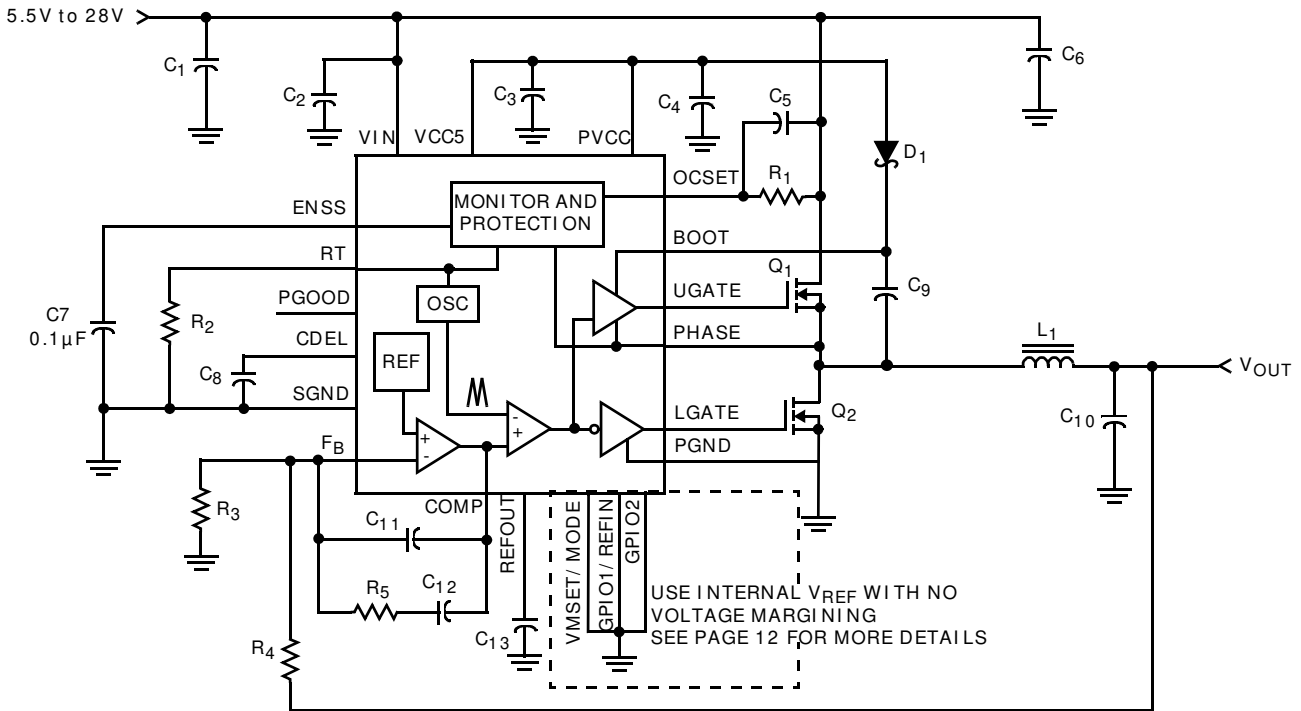 5.5V to 28V
C1
C2
C3
C4
C5
C6
VIN
VCC5
PVCC
D1
OCSET
R1
MONITOR AND
PROTECTION
ENSS
BOOT
RT
Q1
C9
OSC
UGATE
PGOOD
C7
0.1µF
R2
PHASE
CDEL
L1
REF
C8
VOUT
SGND
LGATE
Q2
C10
+
-
-
+
FB
PGND
COMP
R3
C11
REFOUT
VMSET/ MODE
GPIO1/ REFIN
GPIO2
R5
C12
USE INTERNAL VREF WITH NO
VOLTAGE MARGINING
SEE PAGE 12 FOR MORE DETAILS
C13
R4